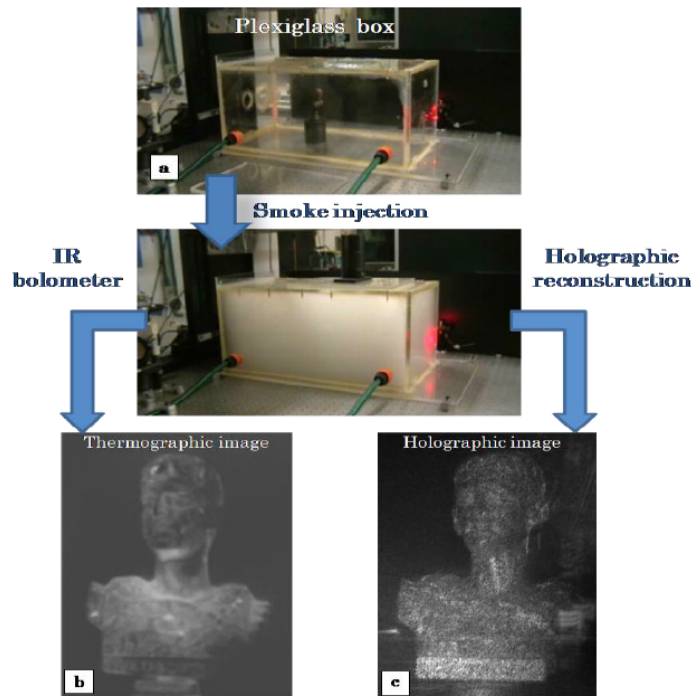 Plexiglass box
a
Smoke injection
IR
bolometer
Holographic
reconstruction
Thermographic image
Holographic image
b
c